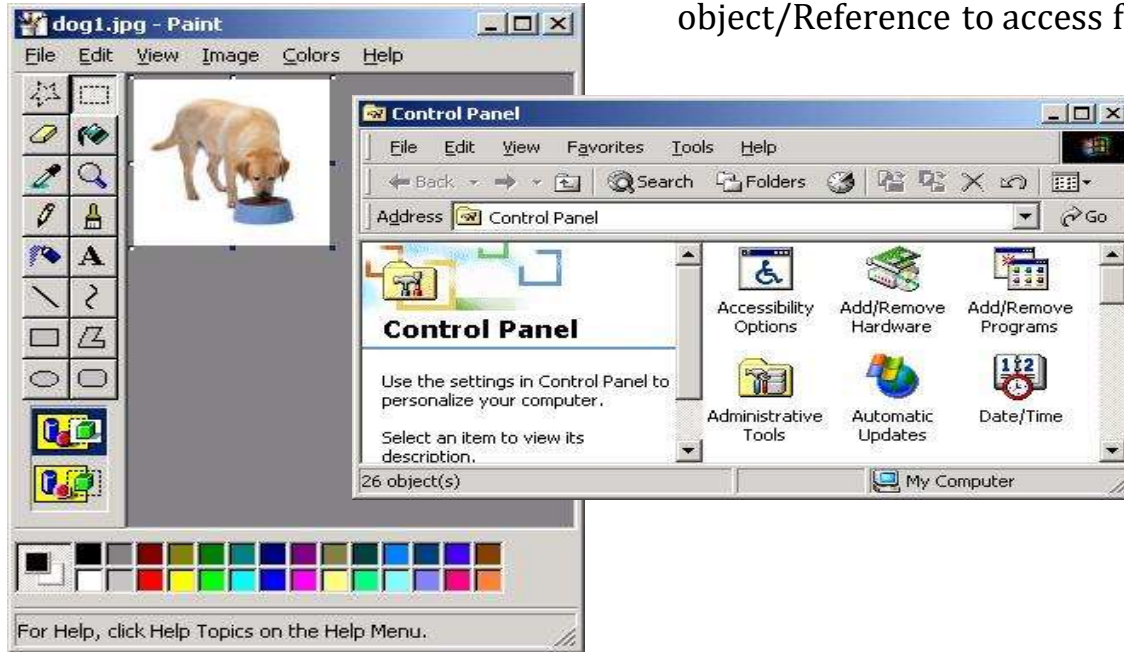 object/Reference to access f
dog1.jpg - Paint
File Edit View Image Colors Help
A
Control Panel
File Edit View Favorites Tools Help
Back Search Folders
Address Control Panel Go
Control Panel
Use the settings in Control Panel to
personalize your computer.
Select an item to view its
description.
Accessibility
Options
Add/Remove
Hardware
Add/Remove
Programs
Administrative
Tools
Automatic
Updates
1 2
Date/Time
26 object(s) My Computer
For Help, click Help Topics on the Help Menu.